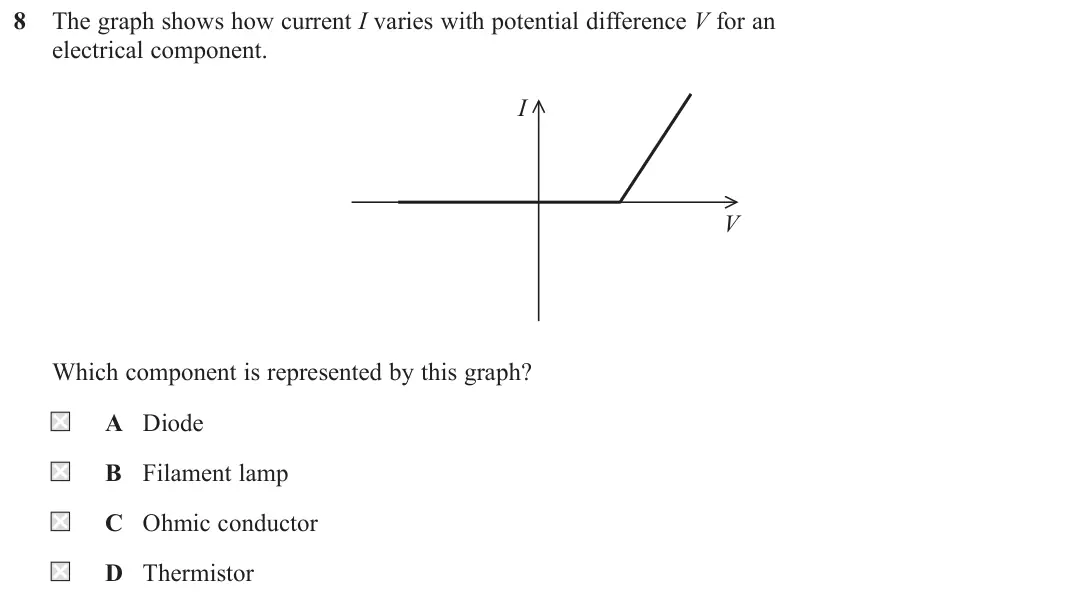 8 The graph shows how current I varies with potential difference V for an
electrical component.
I
V
Which component is represented by this graph?
A Diode
B Filament lamp
C Ohmic conductor
D Thermistor